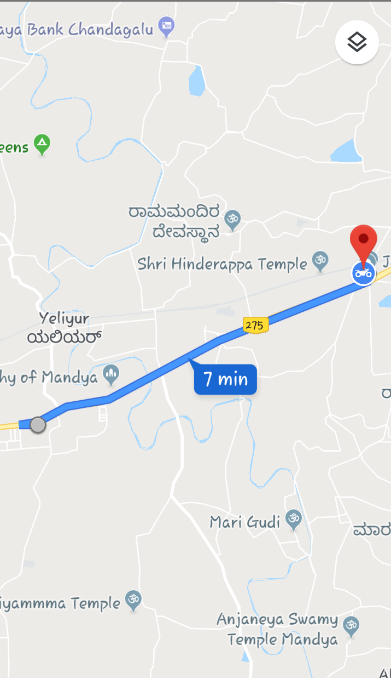 aya Bank Chandagalu
eens
ರಾಮಮಂದಿರ
ದೇವಸ್ಥಾನ
Shri Hinderappa Temple
J
275
Yeliyur
ಯಲಿಯೂರ್
hy of Mandya
7 min
ರ
Mari Gudi
ಮಾರ
iyammma Temple
Anjaneya Swamy
Temple Mandya
Al